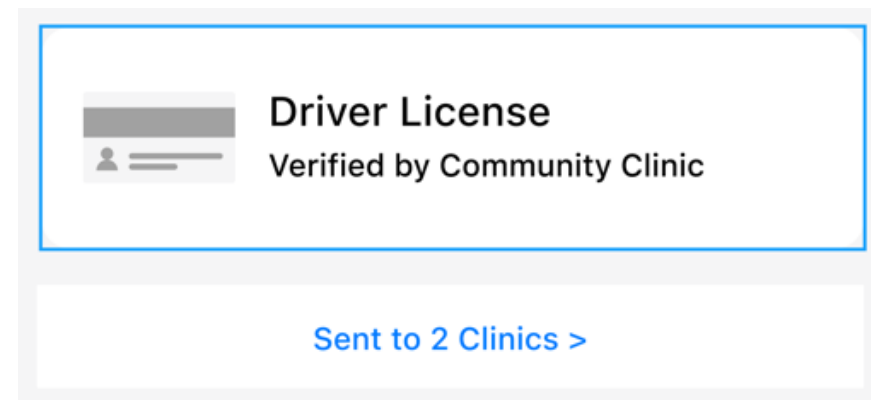 Driver License
Verified by Community Clinic
Sent to 2 Clinics >